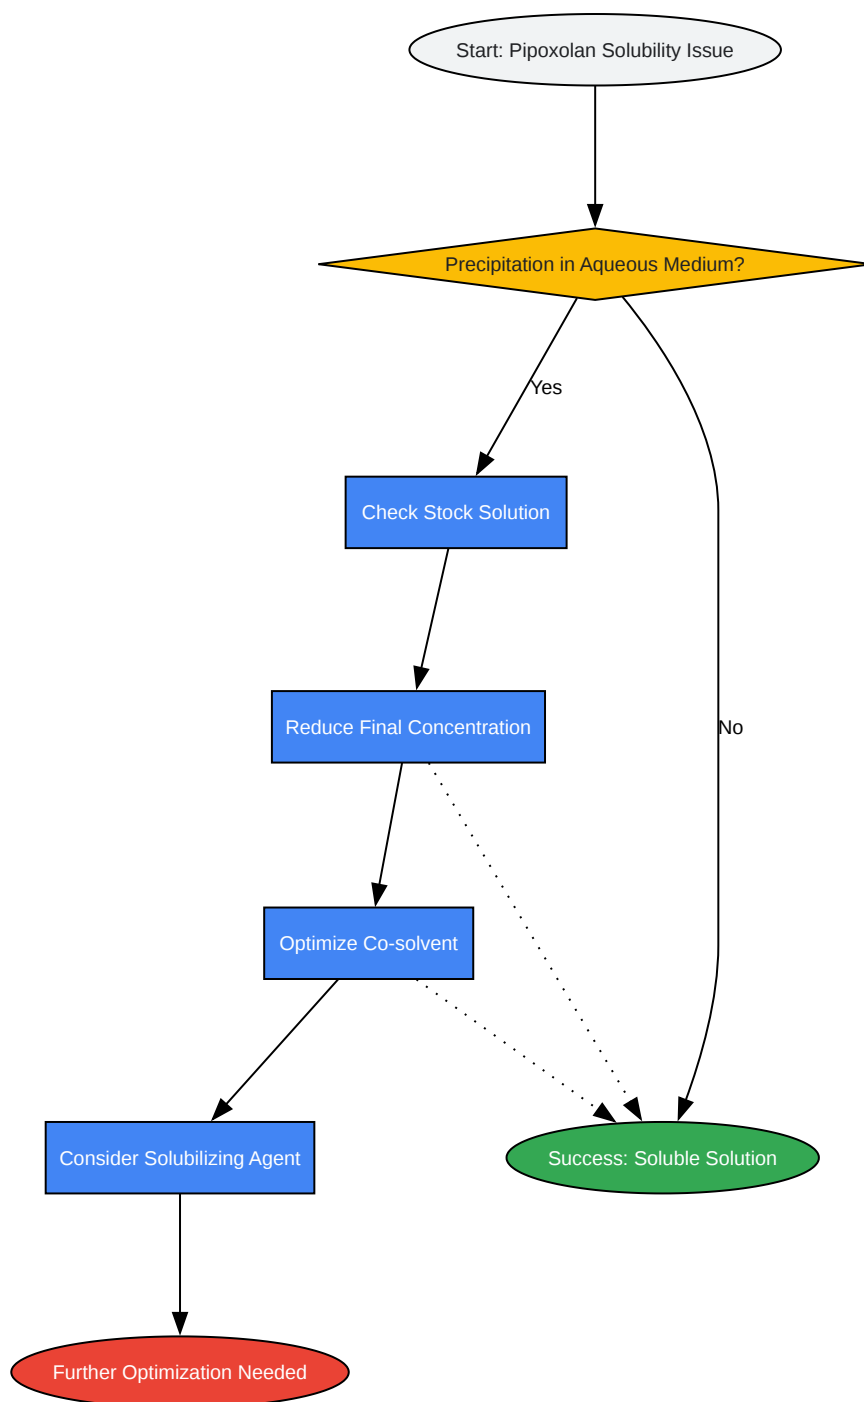 Start: Pipoxolan Solubility Issue
Precipitation in Aqueous Medium?
Yes
Check Stock Solution
Reduce Final Concentration
No
Optimize Co-solvent
Consider Solubilizing Agent
Success: Soluble Solution
Further Optimization Needed